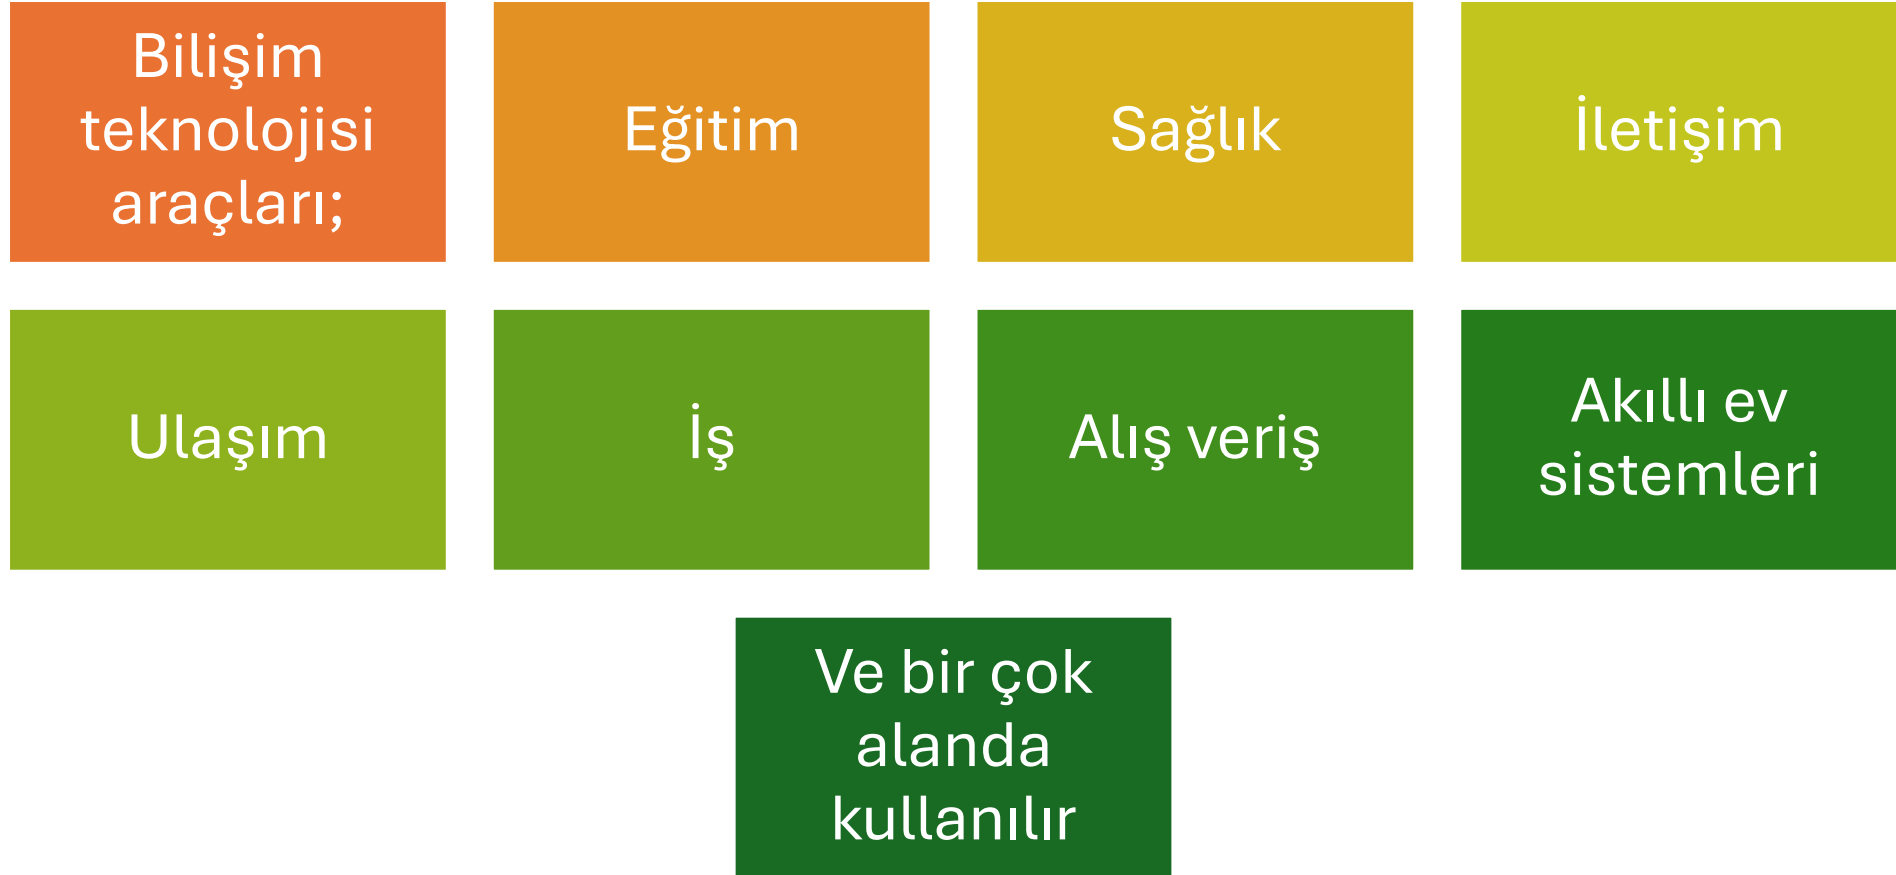 Bilişim
teknolojisi
araçları;
Eğitim
Sağlık
İletişim
Ulaşım
İş
Alış veriş
Akıllı ev
sistemleri
Ve bir çok
alanda
kullanılır